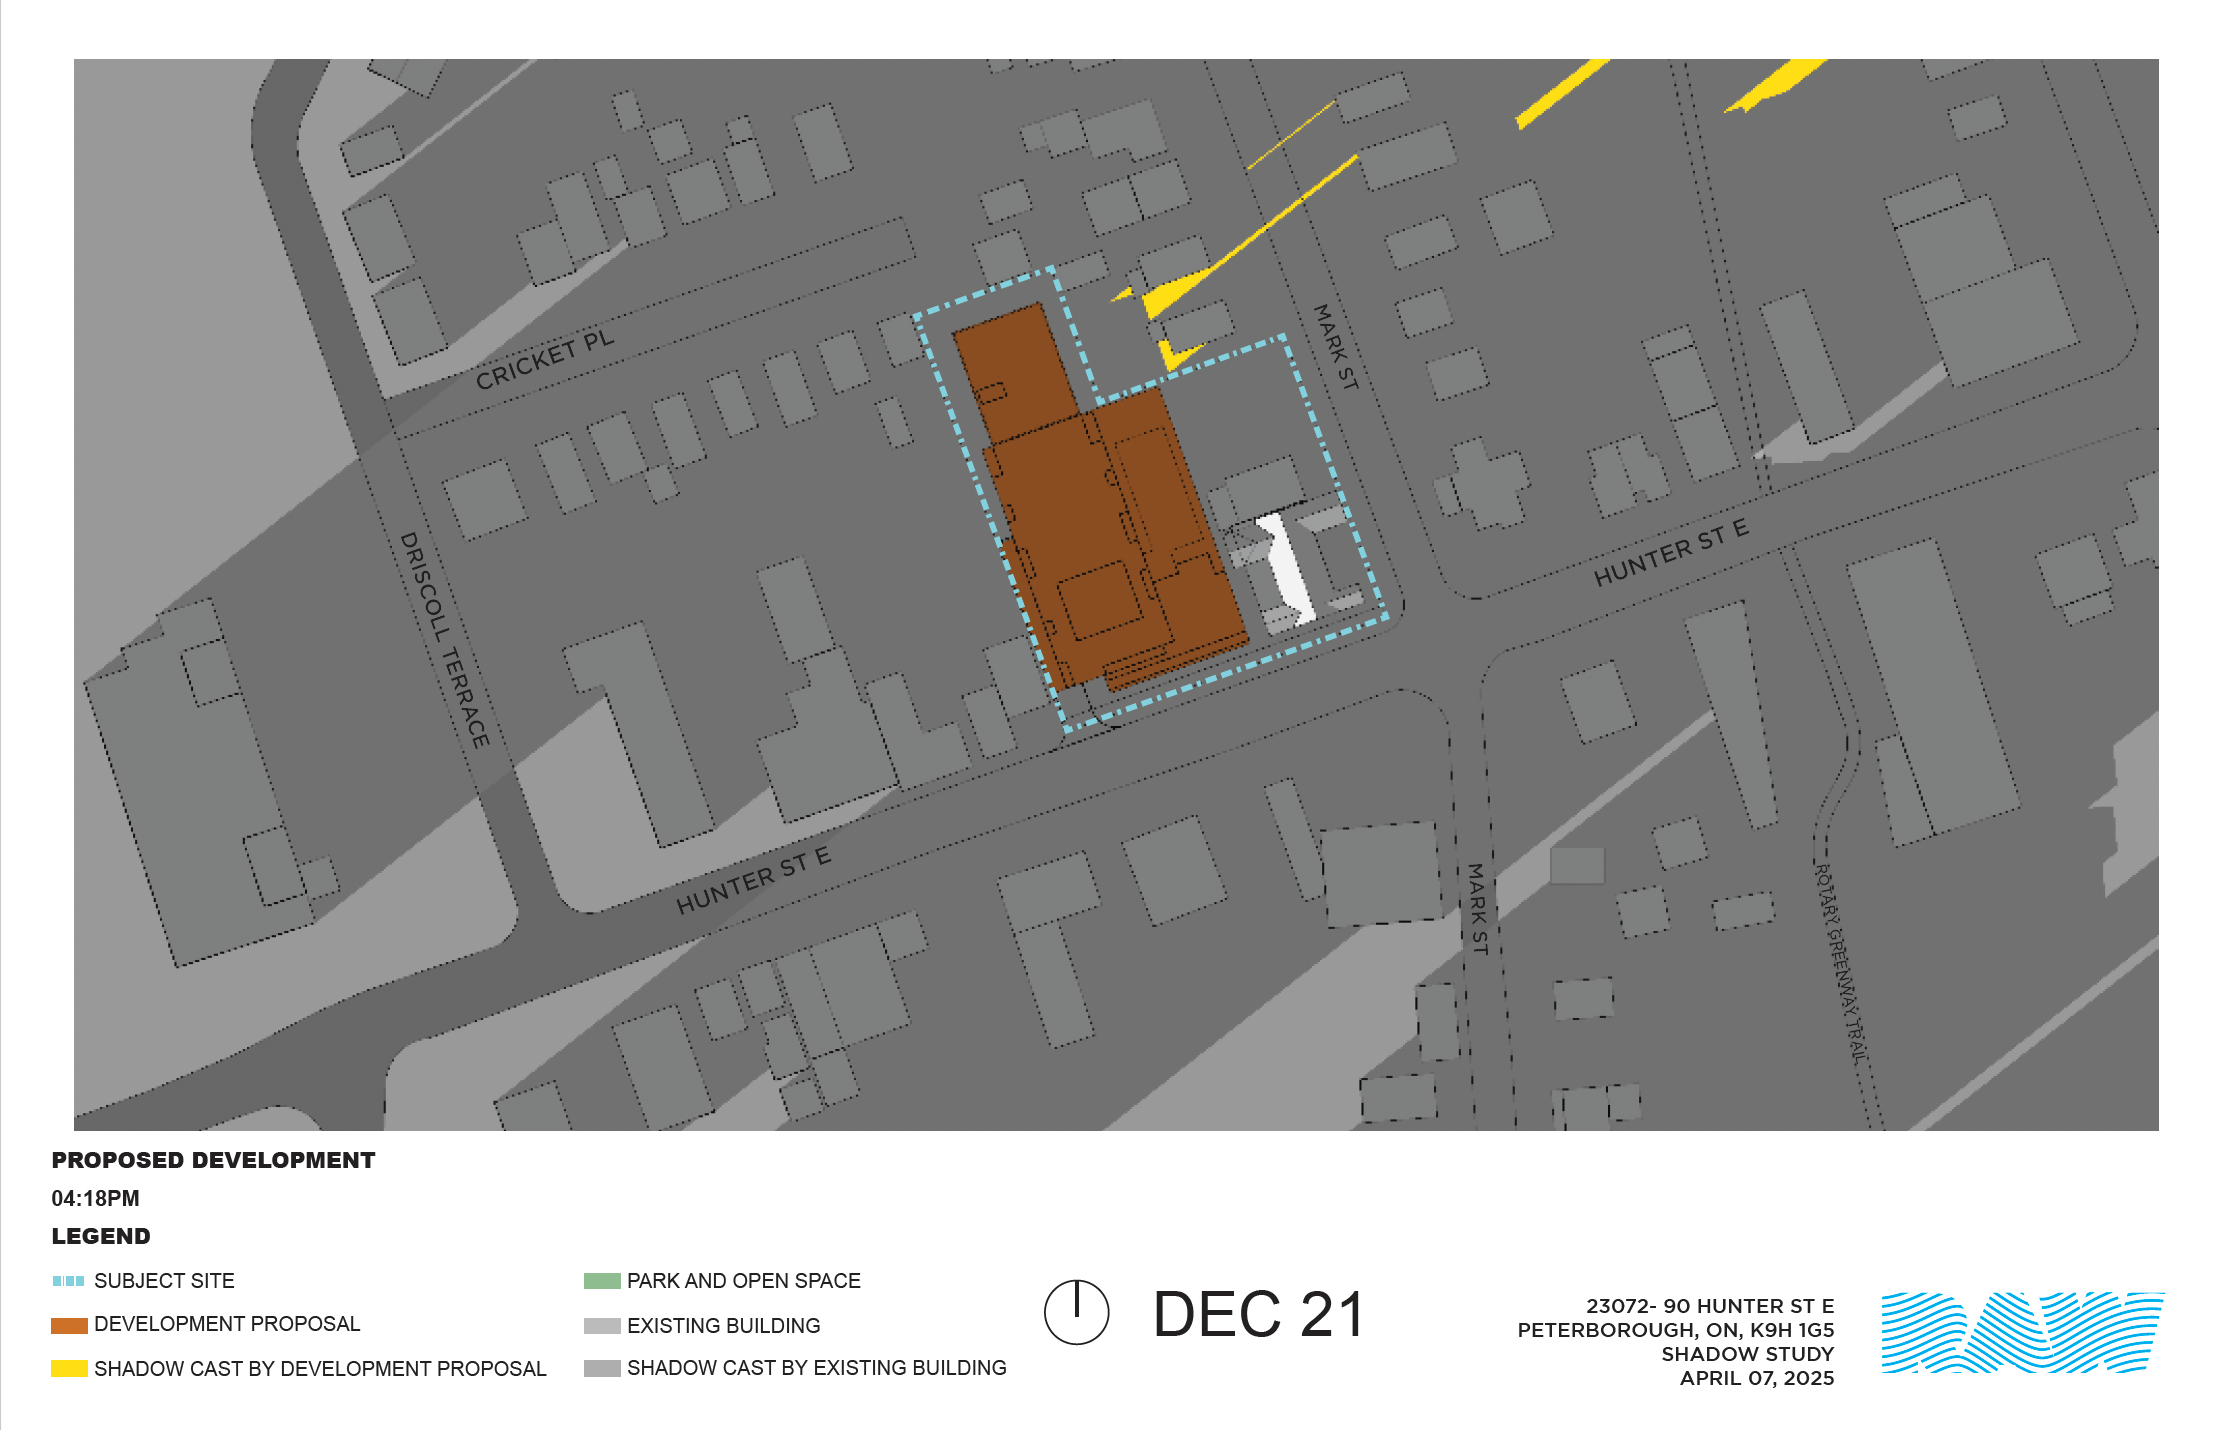 MARK ST
CRICKET PL
HUNTER ST E
DRISCOLL TERRACE
HUNTER ST E
MARK ST
ROTARY GREENWAY TRAIL
PROPOSED DEVELOPMENT
04:18PM
LEGEND
SUBJECT SITE
DEVELOPMENT PROPOSAL
SHADOW CAST BY DEVELOPMENT PROPOSAL
PARK AND OPEN SPACE
EXISTING BUILDING
SHADOW CAST BY EXISTING BUILDING
DEC 21
23072- 90 HUNTER ST E
PETERBOROUGH, ON, K9H 1G5
SHADOW STUDY
APRIL 07, 2025